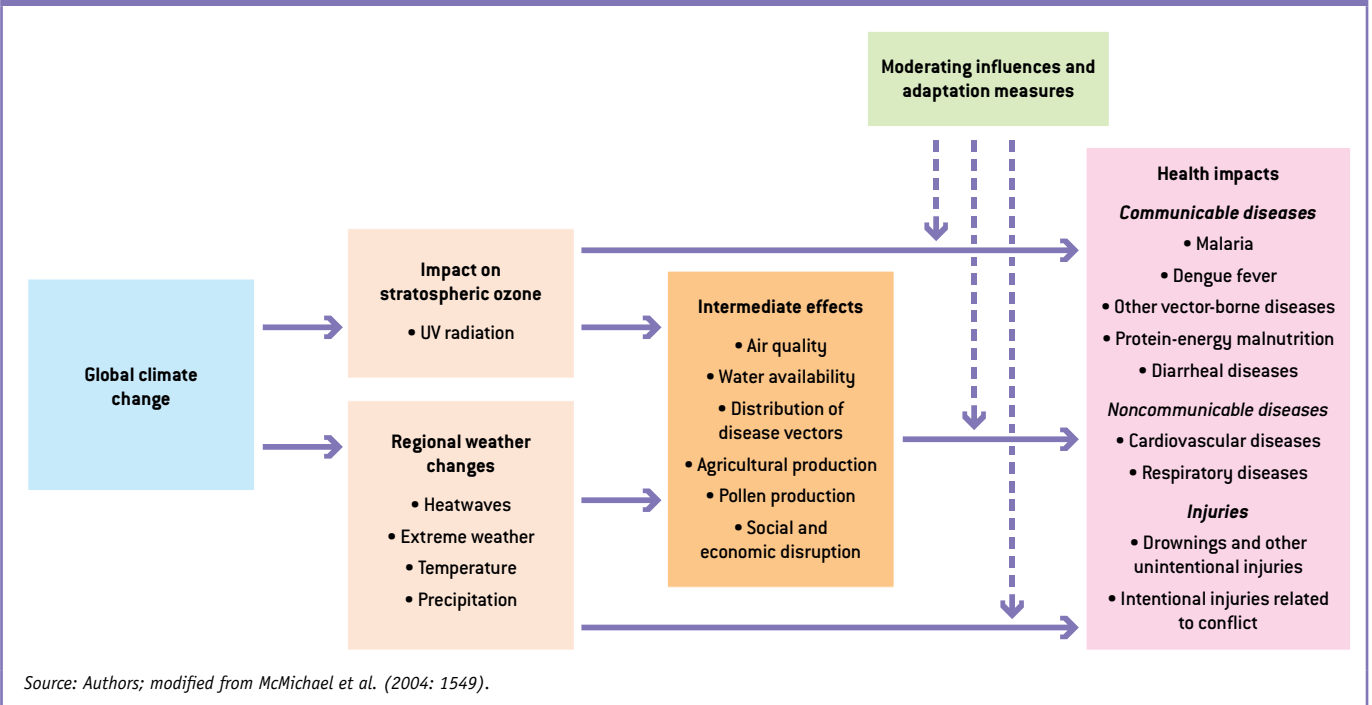 Moderating influences and
adaptation measures
Global climate
change
Impact on
stratospheric ozone
• UV radiation
Regional weather
changes
• Heatwaves
• Extreme weather
• Temperature
• Precipitation
Intermediate effects
• Air quality
• Water availability
• Distribution of
disease vectors
• Agricultural production
• Pollen production
• Social and
economic disruption
Health impacts
Communicable diseases
• Malaria
• Dengue fever
• Other vector-borne diseases
• Protein-energy malnutrition
• Diarrheal diseases
Noncommunicable diseases
• Cardiovascular diseases
• Respiratory diseases
Injuries
• Drownings and other
unintentional injuries
• Intentional injuries related
to conflict
Source: Authors; modified from McMichael et al. (2004: 1549).